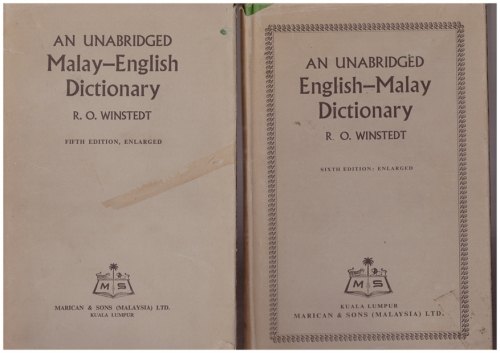 AN UNABRIDGED
Malay–English
Dictionary
R. O. WINSTEDT
FIFTH EDITION, ENLARGED
M S
MARICAN & SONS (MALAYSIA) LTD.
KUALA LUMPUR
AN UNABRIDGED
English–Malay
Dictionary
R. O. WINSTEDT
SIXTH EDITION: ENLARGED
M S
KUALA LUMPUR
MARICAN & SONS (MALAYSIA) LTD.